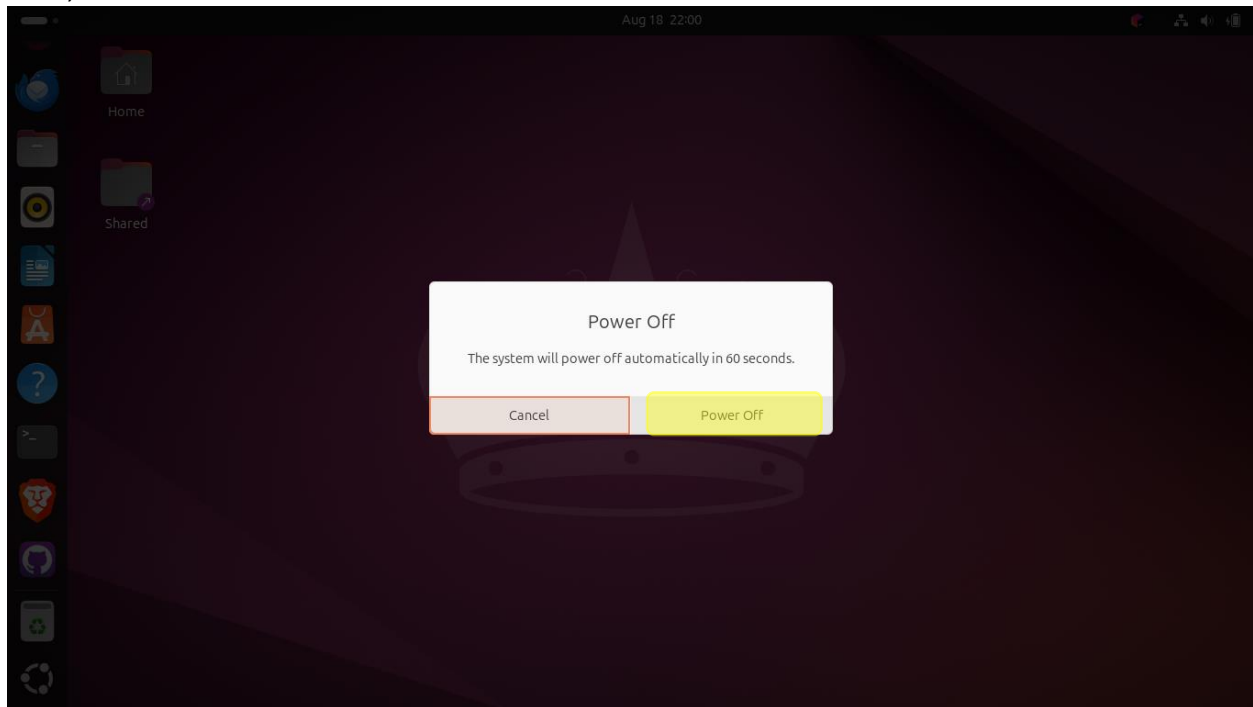 Aug 18 22:00
Home
Shared
Power Off
The system will power off automatically in 60 seconds.
Cancel
Power Off